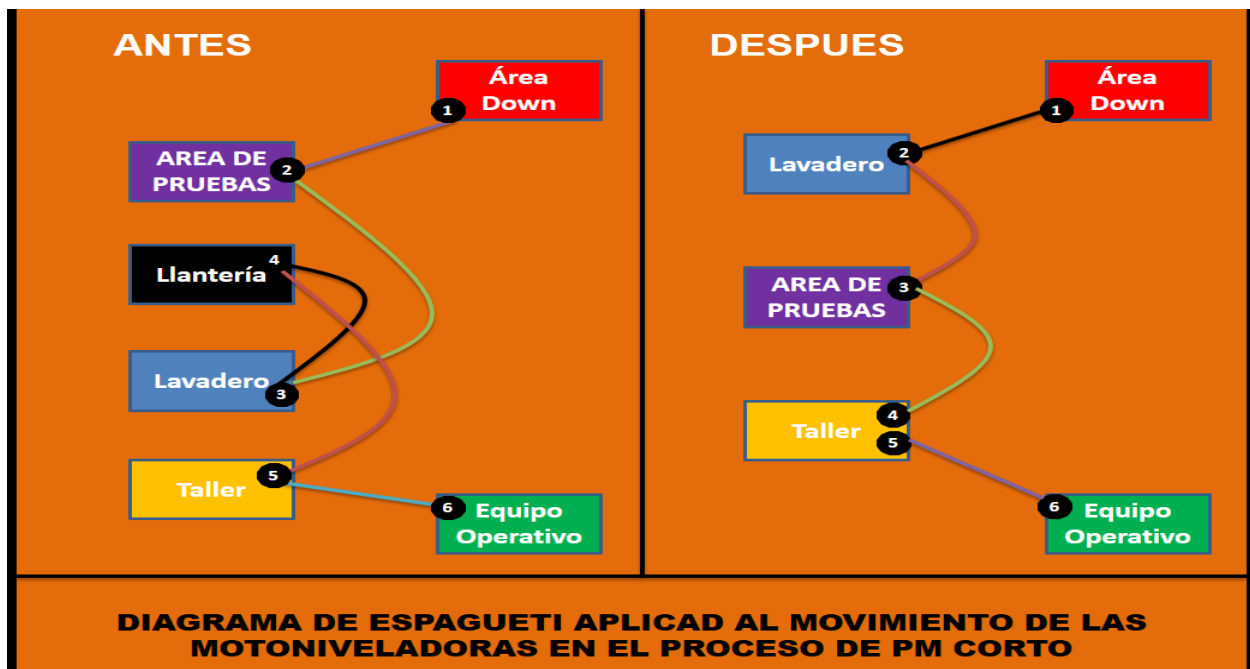 ANTES
Área
Down
1
AREA DE
PRUEBAS
2
Llantería
4
Lavadero
3
Taller
5
6
Equipo
Operativo
DESPUES
Área
Down
1
Lavadero
2
AREA DE
PRUEBAS
3
Taller
4
5
6
Equipo
Operativo
DIAGRAMA DE ESPAGUETI APLICAD AL MOVIMIENTO DE LAS
MOTONIVELADORAS EN EL PROCESO DE PM CORTO